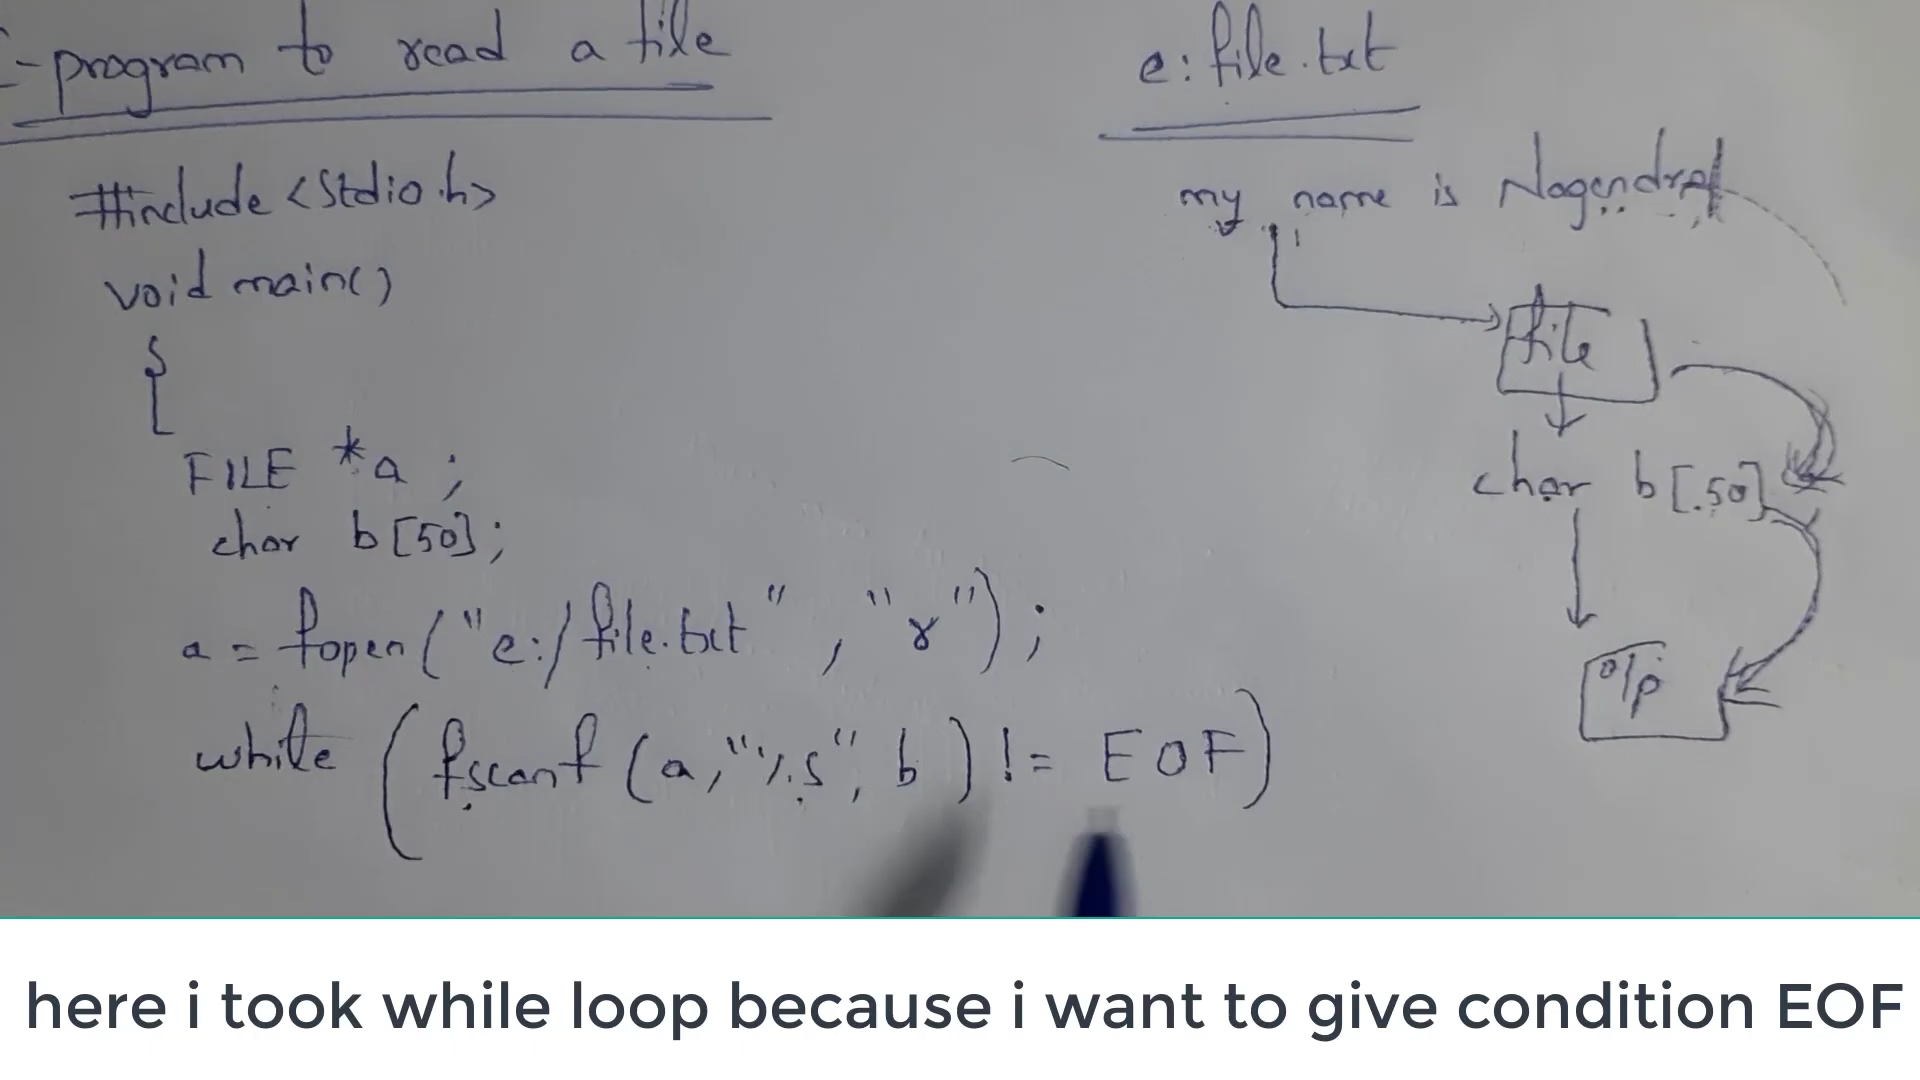 C-program to read a file
#include <stdio.h>
void main()
{
FILE *a ;
char b[50];
a = fopen("e:/file.txt", "r");
while (fscanf (a,"%s", b ) != EOF)
e: file.txt
my name is Nagendra
file
char b[50]
o/p
here i took while loop because i want to give condition EOF